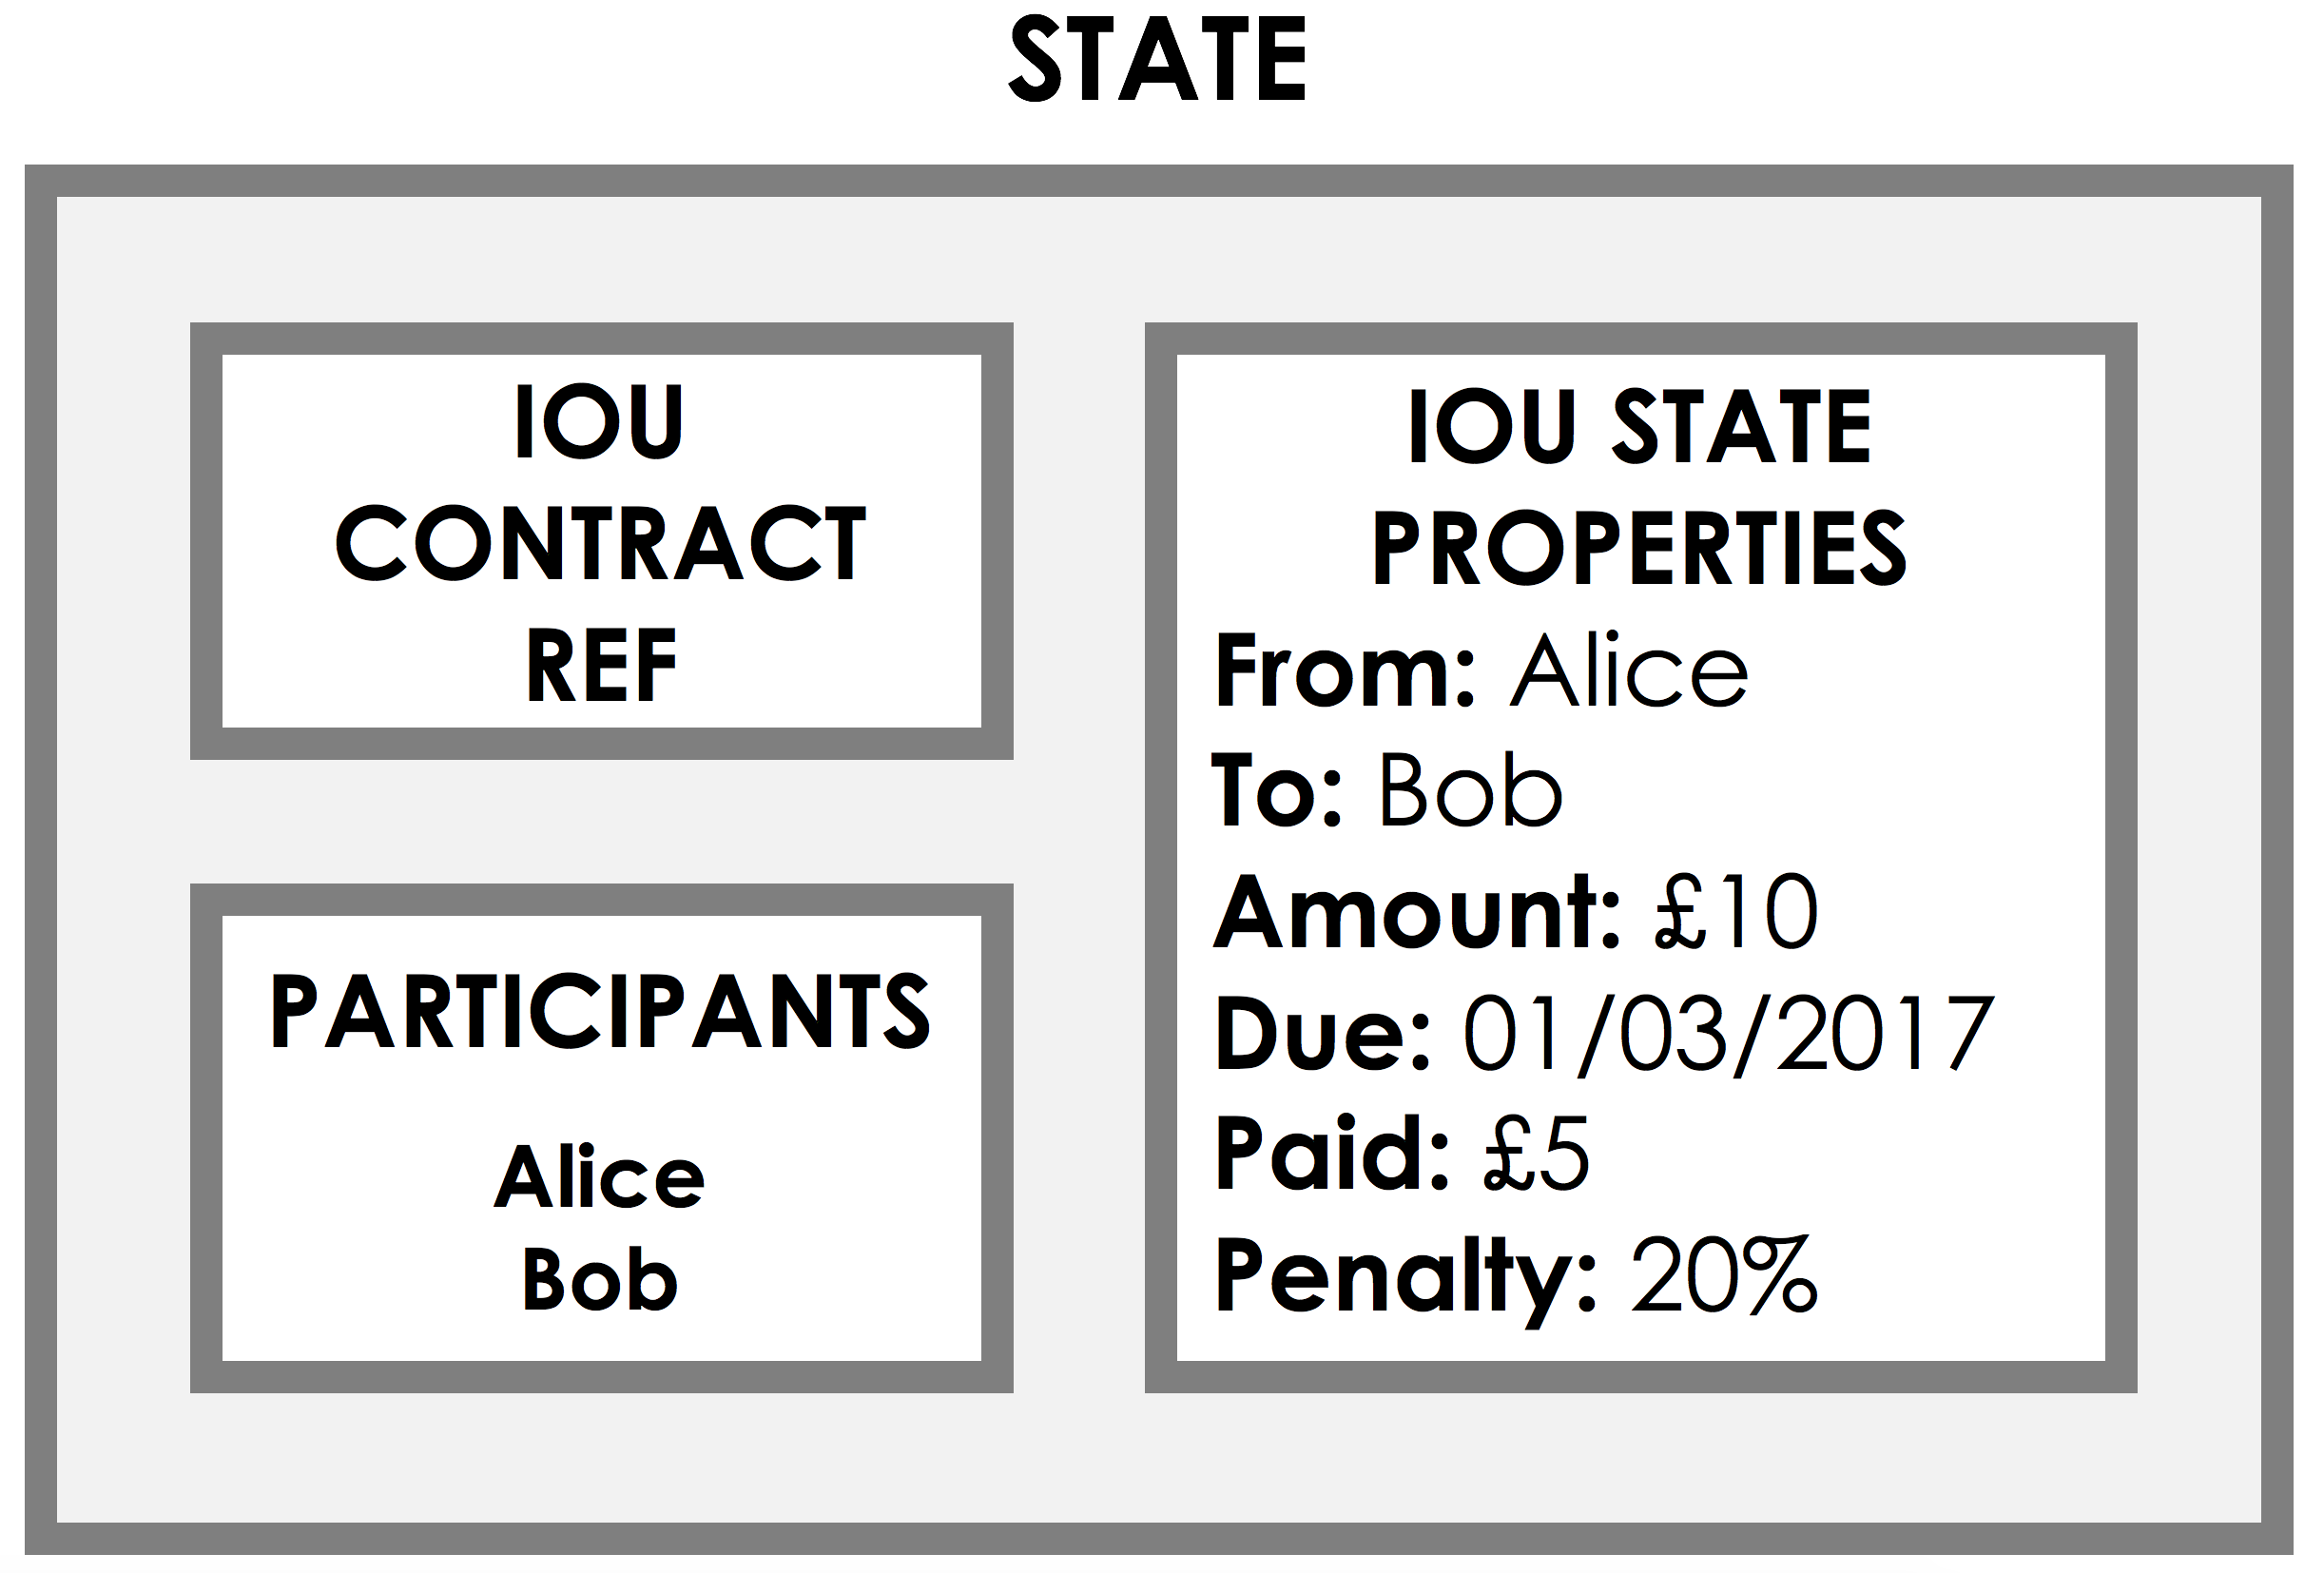 STATE
IOU
CONTRACT
REF
PARTICIPANTS
Alice
Bob
IOU STATE
PROPERTIES
From: Alice
To: Bob
Amount: £10
Due: 01/03/2017
Paid: £5
Penalty: 20%